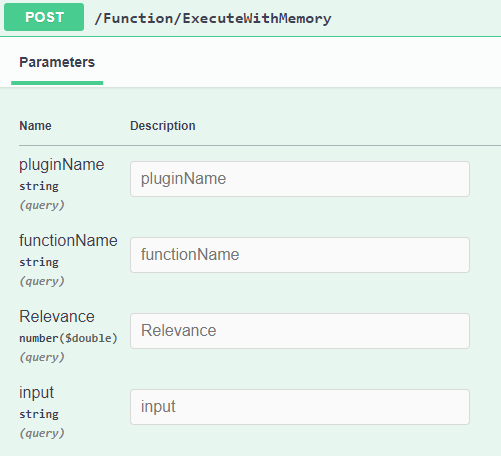 POST /Function/ExecuteWithMemory
Parameters
Name Description
pluginName
string
(query)
pluginName
functionName
string
(query)
functionName
Relevance
number($double)
(query)
Relevance
input
string
(query)
input